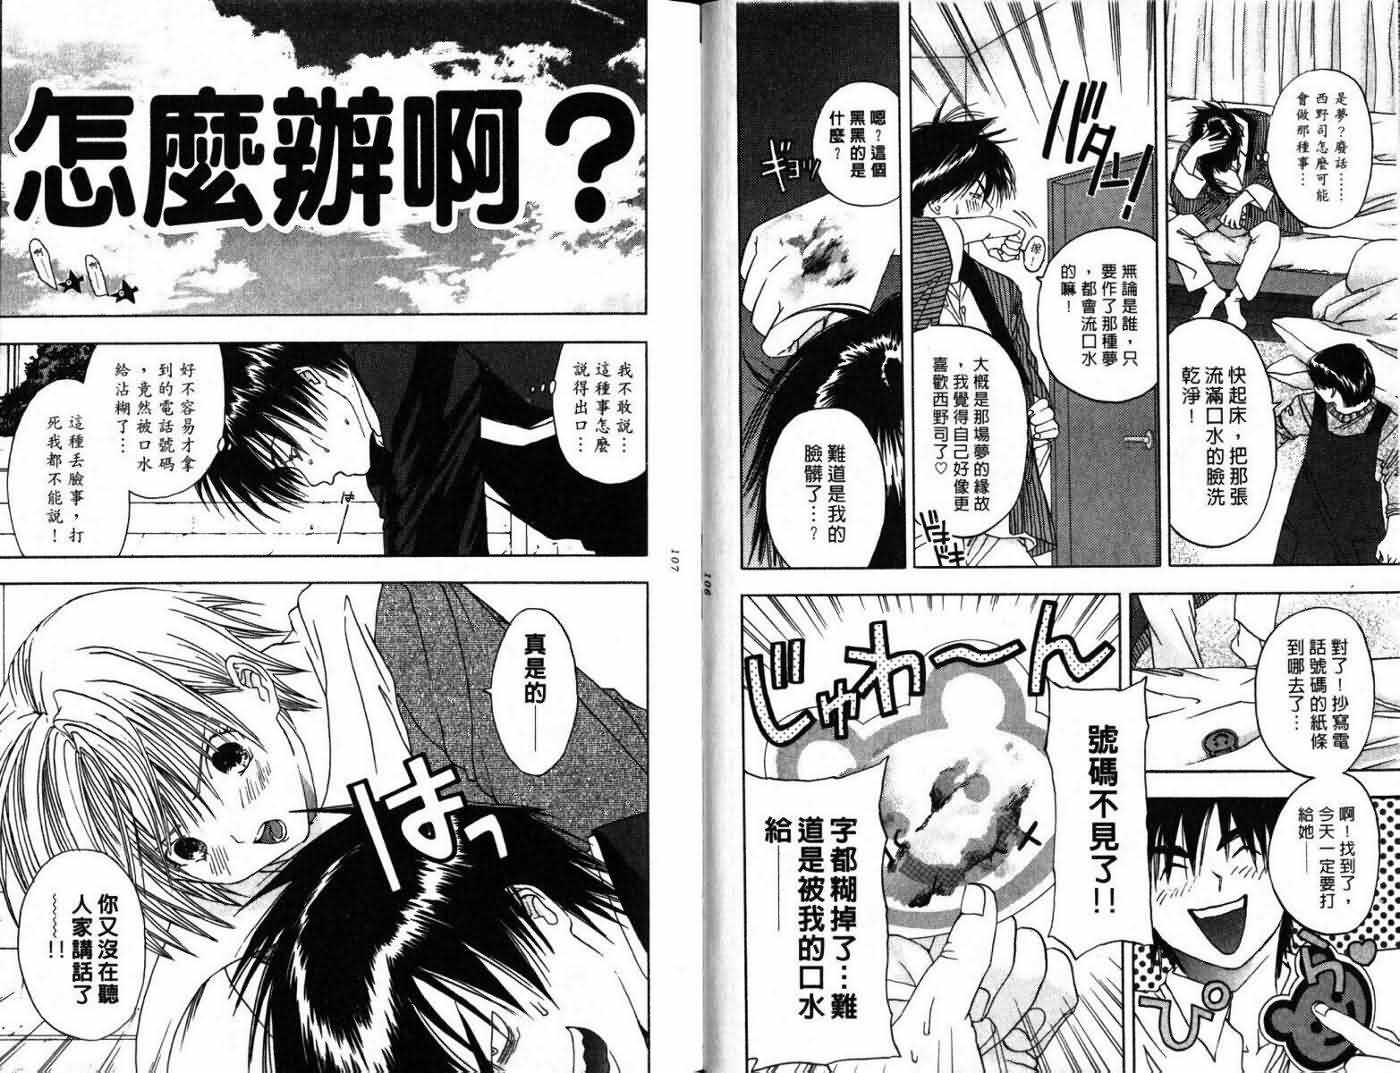 是夢？廢話…
西野司怎麼可能
會做那種事…
快起床，把那張
流滿口水的臉洗
乾淨！
バタン!!
無論是誰，只
要作了那種夢
，都會流口水
的嘛！
大概是那場夢的緣故
，我覺得自己好像更
喜歡西野司了♡
ドキドキ
嗯？這個
黑黑的是
什麼？
ギョッ
難道是我的
臉髒了…？
對了！抄寫電
話號碼的紙條
到哪去了…
啊！找到了，
今天一定要打
給她——
ぴら
號碼不見了!!
じゅわ〜ん
字都糊掉了…難
道是被我的口水
給——
106
怎麼辦啊？
我不敢說…
這種事怎麼
說得出口…
好不容易才拿
到的電話號碼
，竟然被口水
給沾糊了…
這種丟臉事，打
死我都不能說！
107
真是的——
はっ
你又沒在聽
人家講話了
〜〜〜!!